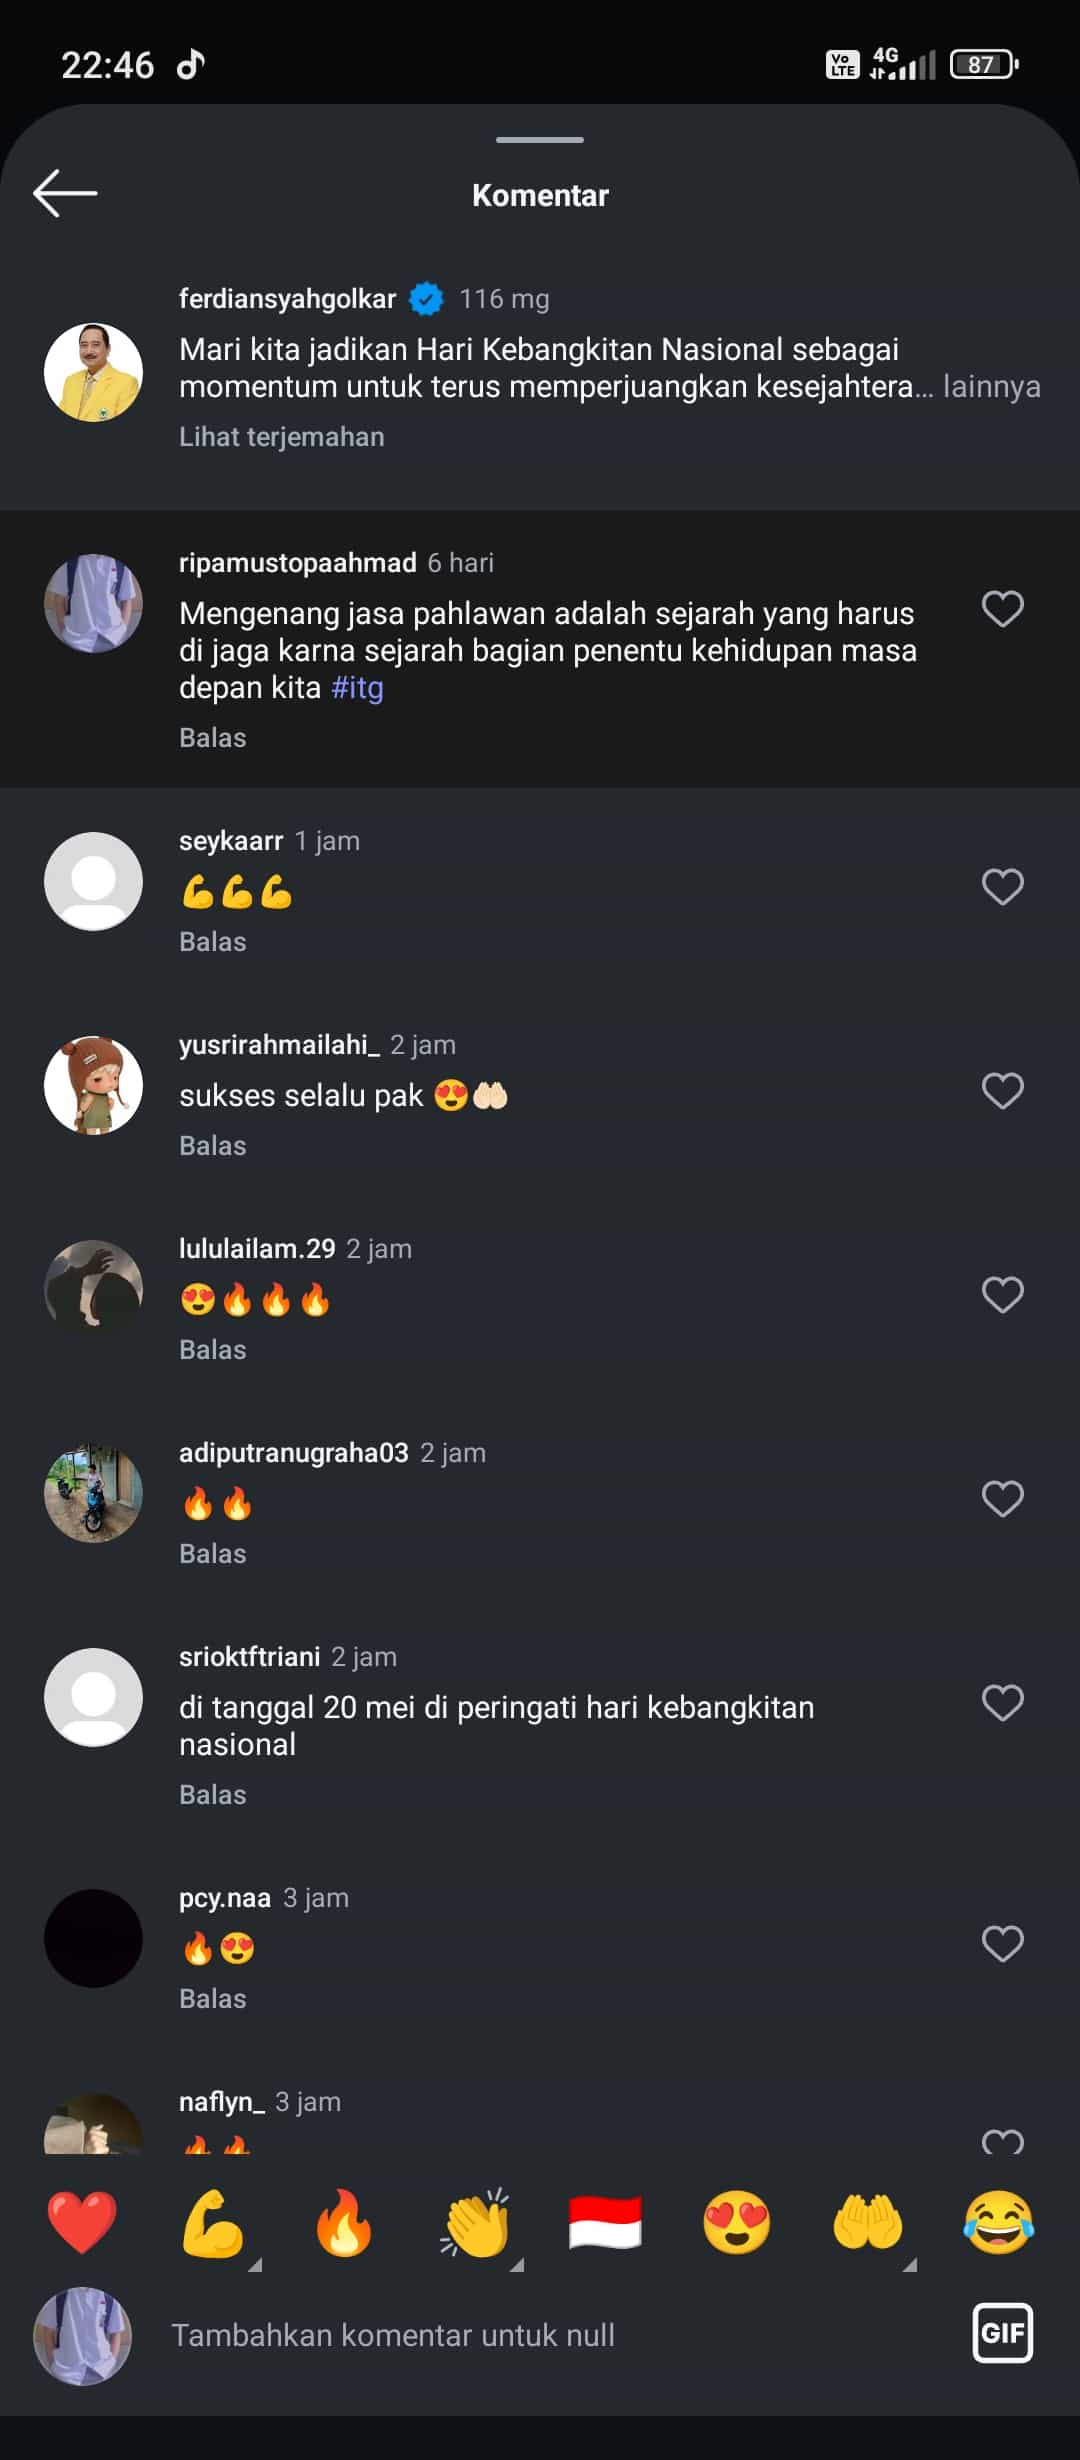 22:46
Vo LTE 4G 87
Komentar
ferdiansyahgolkar 116 mg
Mari kita jadikan Hari Kebangkitan Nasional sebagai
momentum untuk terus memperjuangkan kesejahtera... lainnya
Lihat terjemahan
ripamustopaahmad 6 hari
Mengenang jasa pahlawan adalah sejarah yang harus
di jaga karna sejarah bagian penentu kehidupan masa
depan kita #itg
Balas
seykaarr 1 jam
💪💪💪
Balas
yusrirahmailahi_ 2 jam
sukses selalu pak 😍🤲🏻
Balas
lululailam.29 2 jam
😍🔥🔥🔥
Balas
adiputranugraha03 2 jam
🔥🔥
Balas
srioktftriani 2 jam
di tanggal 20 mei di peringati hari kebangkitan
nasional
Balas
pcy.naa 3 jam
🔥😍
Balas
naflyn_ 3 jam
🔥🔥
❤️💪🔥👏🇮🇩😍🤲😂
Tambahkan komentar untuk null
GIF